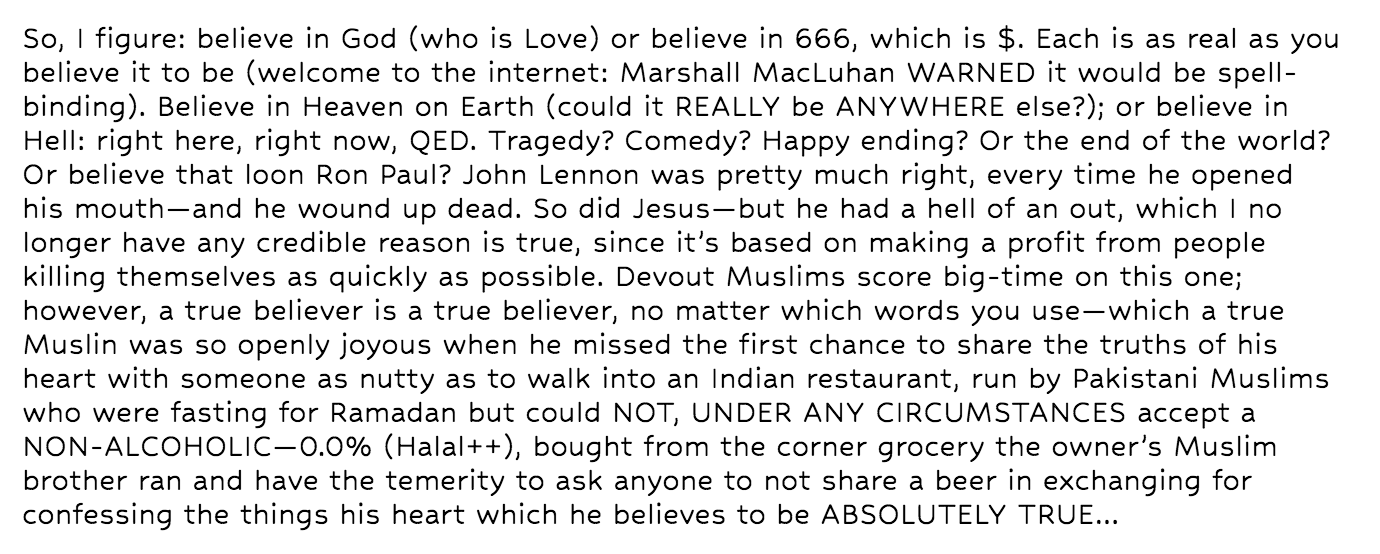 So, I figure: believe in God (who is Love) or believe in 666, which is $. Each is as real as you
believe it to be (welcome to the internet: Marshall MacLuhan WARNED it would be spell-
binding). Believe in Heaven on Earth (could it REALLY be ANYWHERE else?); or believe in
Hell: right here, right now, QED. Tragedy? Comedy? Happy ending? Or the end of the world?
Or believe that loon Ron Paul? John Lennon was pretty much right, every time he opened
his mouth—and he wound up dead. So did Jesus—but he had a hell of an out, which I no
longer have any credible reason is true, since it’s based on making a profit from people
killing themselves as quickly as possible. Devout Muslims score big-time on this one;
however, a true believer is a true believer, no matter which words you use—which a true
Muslin was so openly joyous when he missed the first chance to share the truths of his
heart with someone as nutty as to walk into an Indian restaurant, run by Pakistani Muslims
who were fasting for Ramadan but could NOT, UNDER ANY CIRCUMSTANCES accept a
NON-ALCOHOLIC—0.0% (Halal++), bought from the corner grocery the owner’s Muslim
brother ran and have the temerity to ask anyone to not share a beer in exchanging for
confessing the things his heart which he believes to be ABSOLUTELY TRUE...